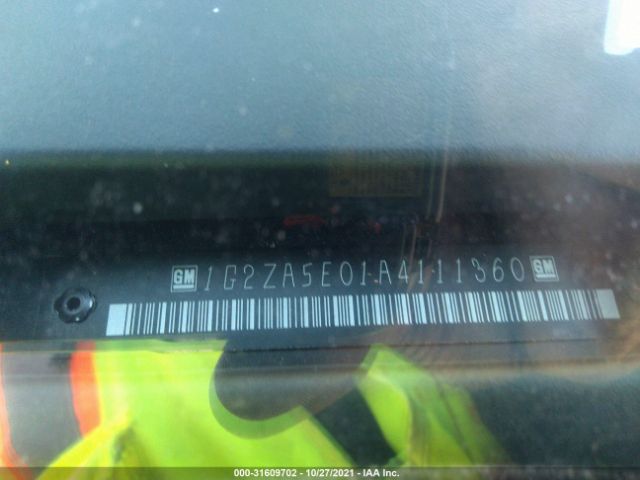 GM 1G2ZA5E01A4111360 GM
000-31609702 - 10/27/2021 - IAA Inc.